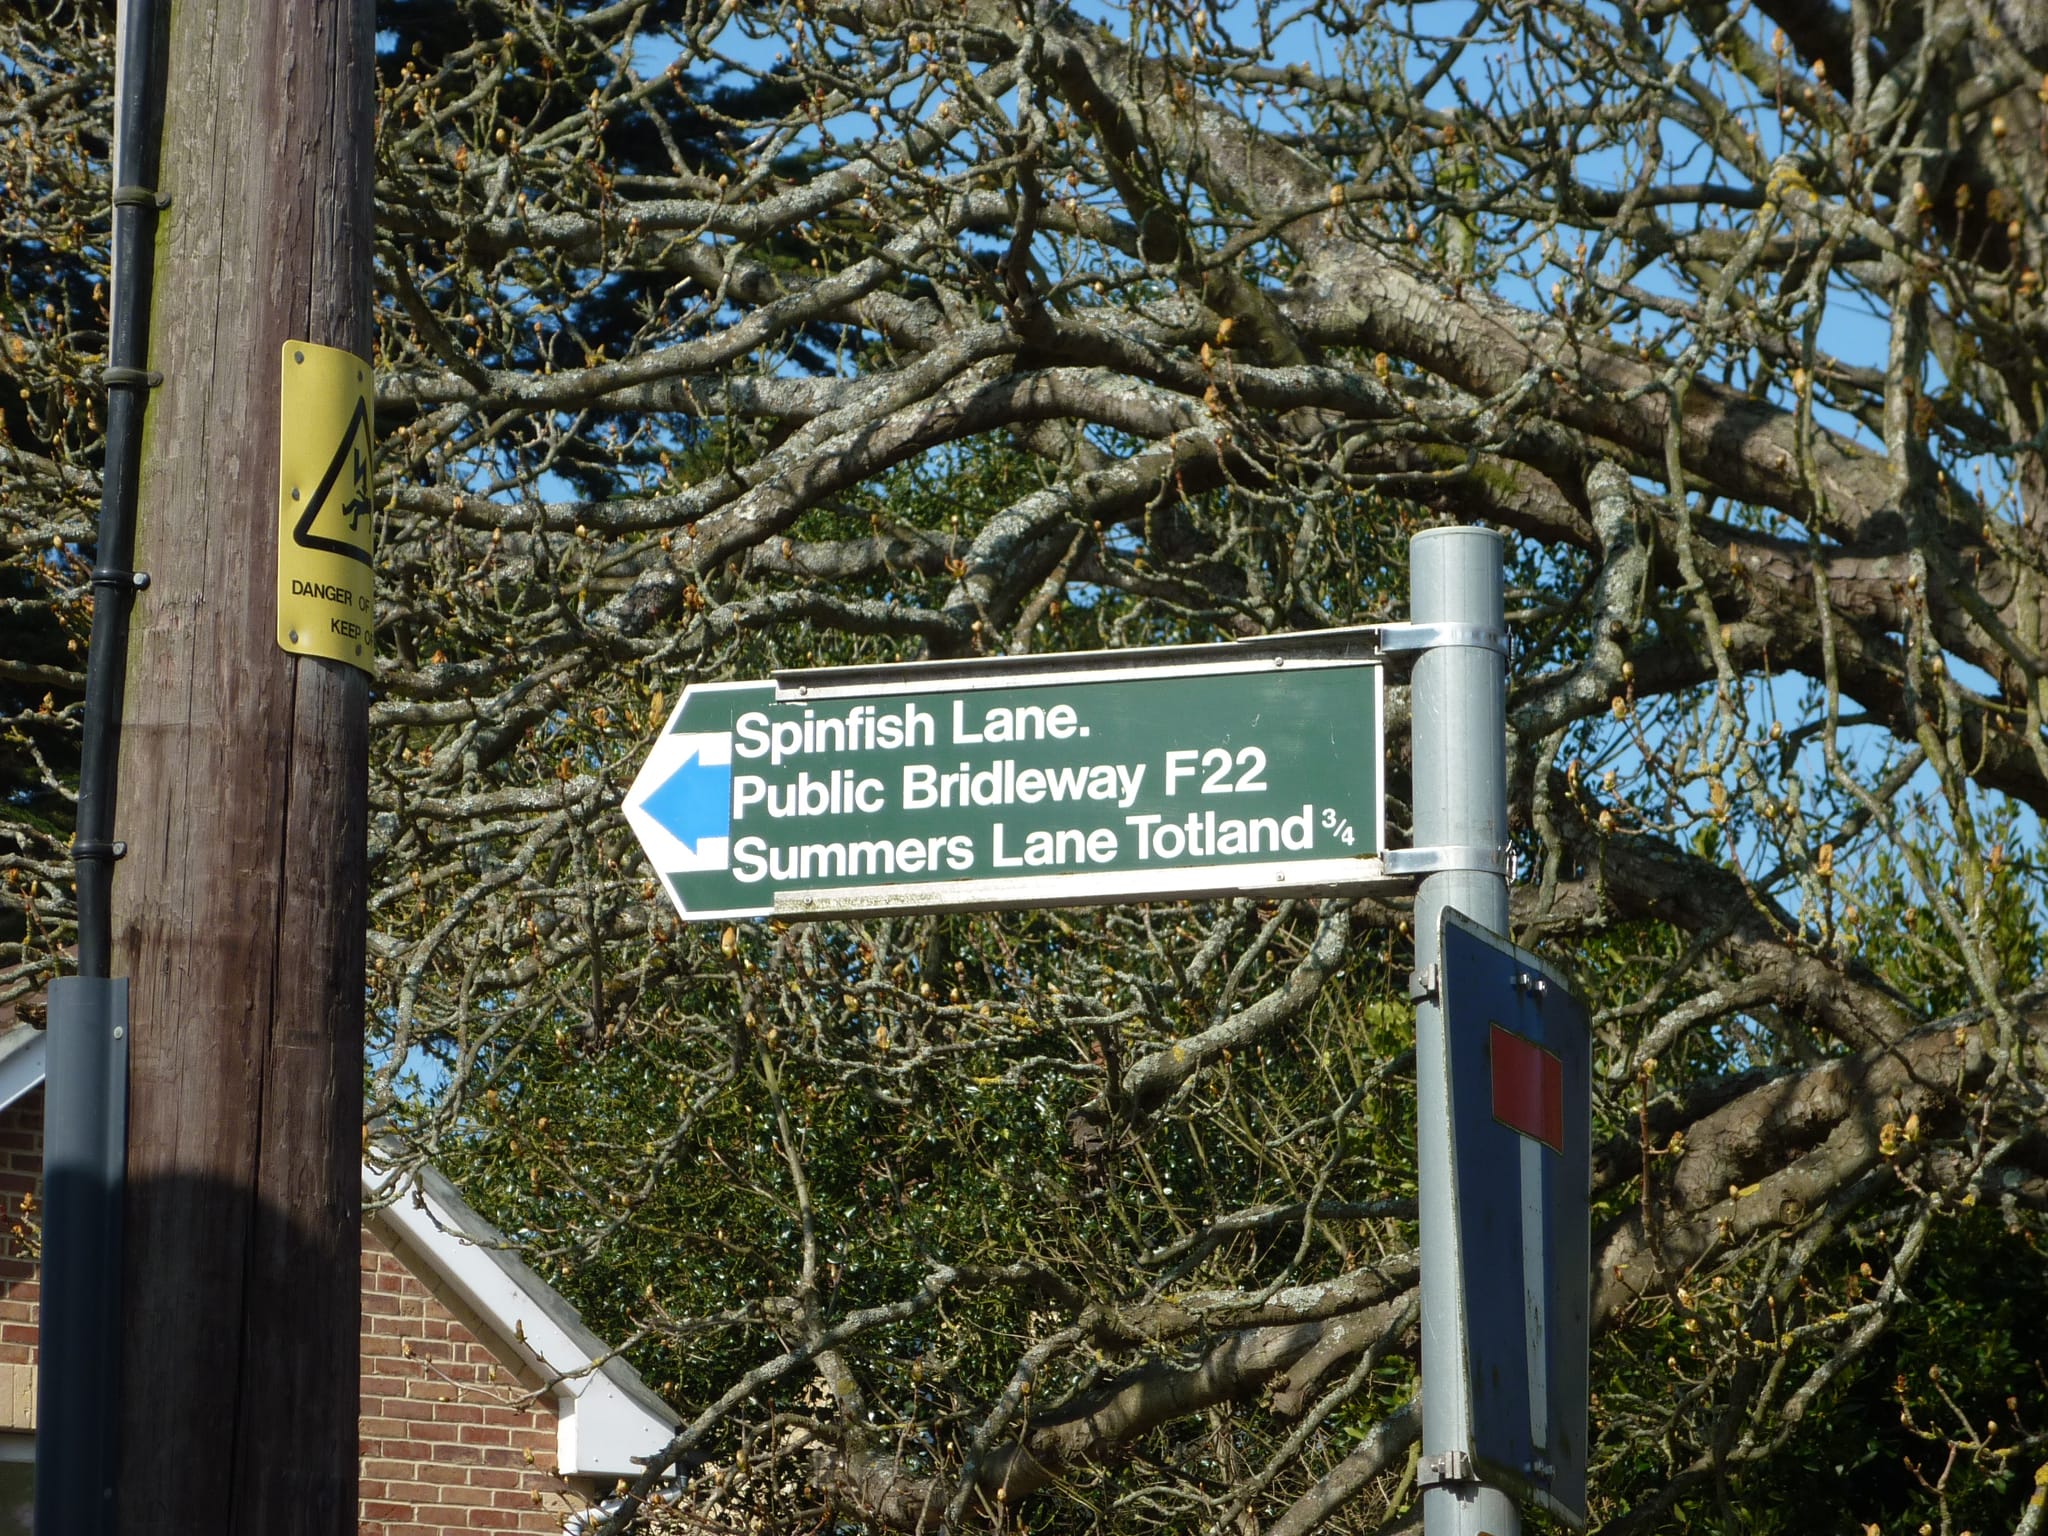 DANGER OF
KEEP
Spinfish Lane.
Public Bridleway F22
Summers Lane Totland 3/4